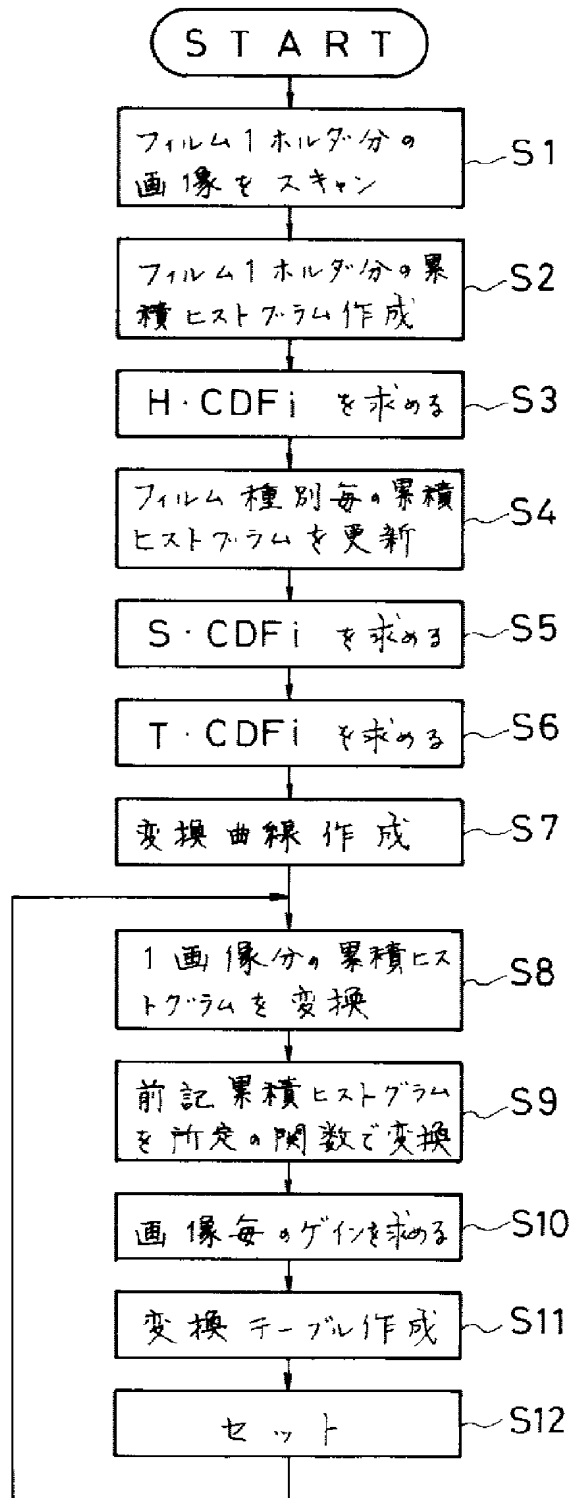 START
フィルム1ホルダ分の
画像をスキャン
S1
フィルム1ホルダ分の累
積ヒストグラム作成
S2
H・CDFi を求める
S3
フィルム種別毎の累積
ヒストグラムを更新
S4
S・CDFi を求める
S5
T・CDFi を求める
S6
変換曲線作成
S7
1画像分の累積ヒス
トグラムを変換
S8
前記累積ヒストグラム
を所定の関数で変換
S9
画像毎のゲインを求める
S10
変換テーブル作成
S11
セット
S12